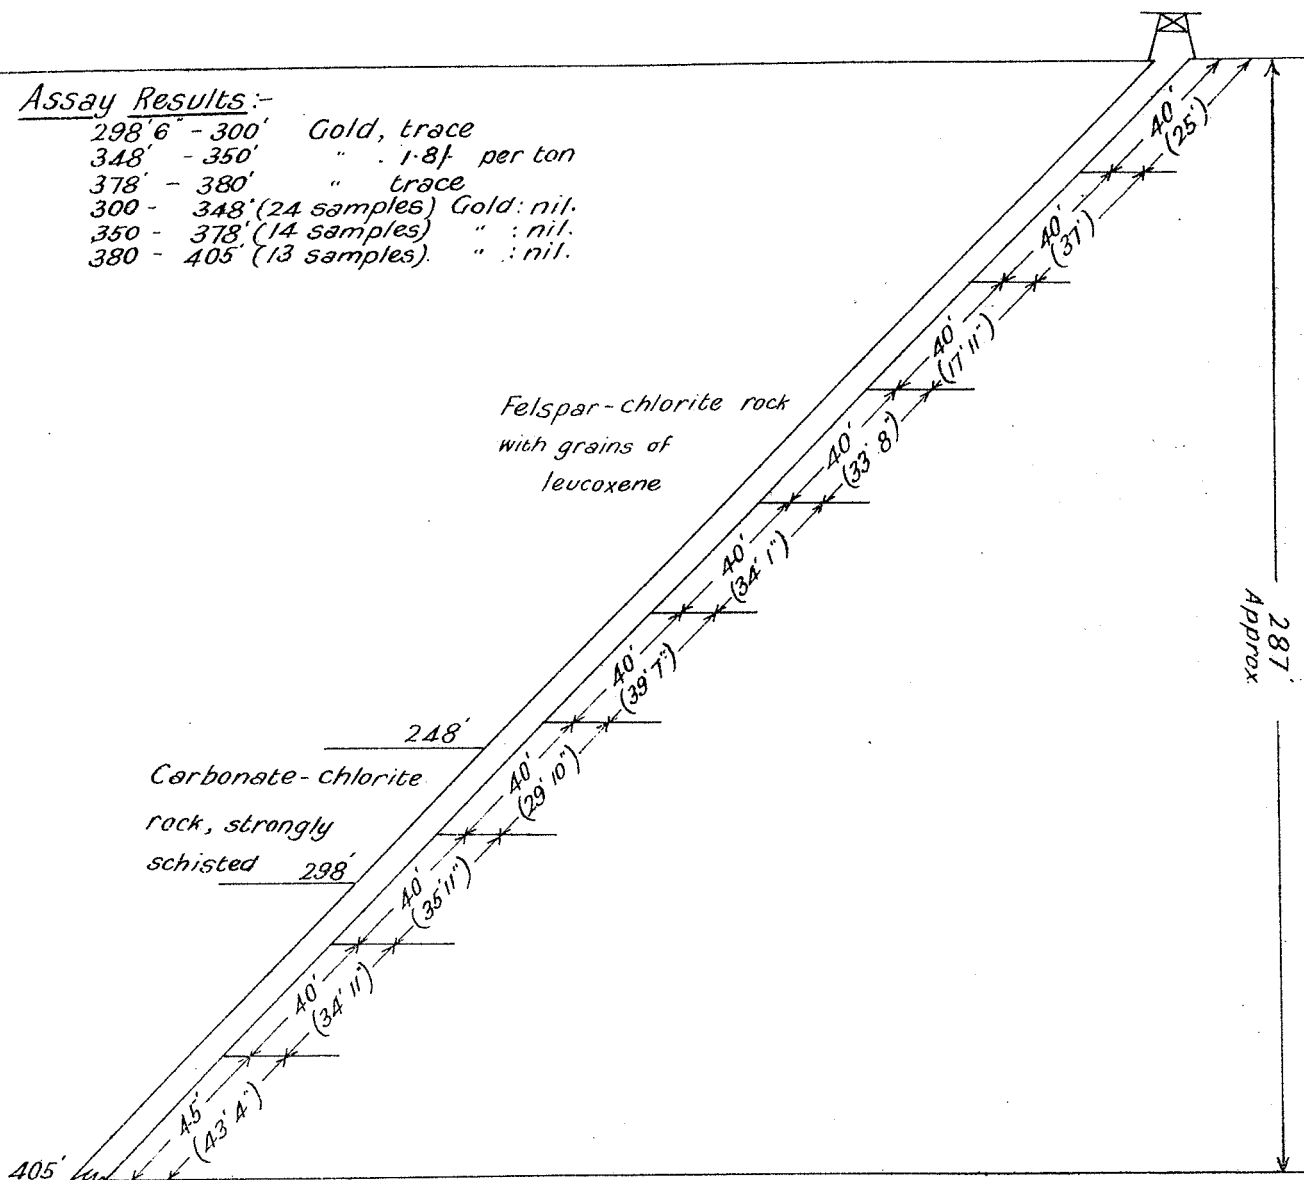 Assay Results:-
298'6" - 300' Gold, trace
348' - 350' " . 1.8/- per ton
378' - 380' " trace
300 - 348' (24 samples) Gold: nil.
350 - 378' (14 samples) " : nil.
380 - 405' (13 samples). " : nil.
40'
(25')
40'
(37')
40'
(17' 11")
Felspar-chlorite rock
with grains of
leucoxene
40'
(33' 8")
40'
(34' 1")
287'
Approx.
40'
(39' 7")
248'
Carbonate-chlorite
rock, strongly
schisted
298'
40'
(29' 10")
40'
(35' 11")
40'
(34' 11")
45'
(43' 4")
405'